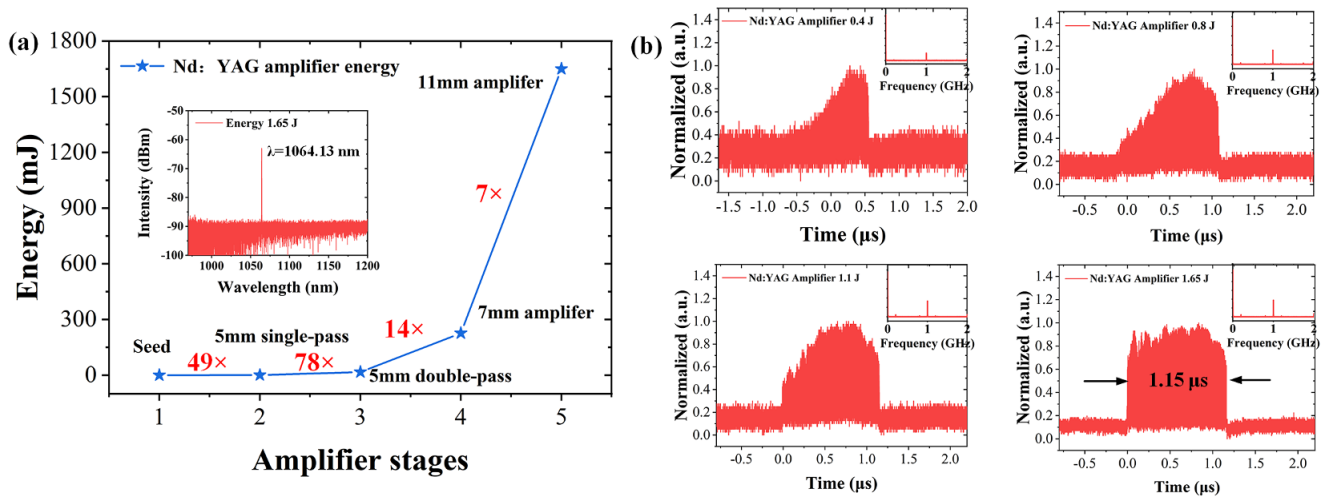 (a)
Energy (mJ)
1800
1500
1200
900
600
300
0
Nd：YAG amplifier energy
11mm amplifer
Intensity (dBm)
-50
-60
-70
-80
-90
-100
Energy 1.65 J
λ=1064.13 nm
1000 1050 1100 1150 1200
Wavelength (nm)
7×
7mm amplifer
14×
5mm single-pass
Seed
49×
78×
5mm double-pass
1 2 3 4 5
Amplifier stages
(b)
Normalized (a.u.)
1.4
1.2
1.0
0.8
0.6
0.4
0.2
0.0
Nd:YAG Amplifier 0.4 J
0 1 2
Frequency (GHz)
-1.5 -1.0 -0.5 0.0 0.5 1.0 1.5 2.0
Time (μs)
Normalized (a.u.)
1.4
1.2
1.0
0.8
0.6
0.4
0.2
0.0
Nd:YAG Amplifier 0.8 J
0 1 2
Frequency (GHz)
-0.5 0.0 0.5 1.0 1.5 2.0
Time (μs)
Normalized (a.u.)
1.4
1.2
1.0
0.8
0.6
0.4
0.2
0.0
Nd:YAG Amplifier 1.1 J
0 1 2
Frequency (GHz)
-0.5 0.0 0.5 1.0 1.5 2.0
Time (μs)
Normalized (a.u.)
1.4
1.2
1.0
0.8
0.6
0.4
0.2
0.0
Nd:YAG Amplifier 1.65 J
0 1 2
Frequency (GHz)
1.15 μs
-0.5 0.0 0.5 1.0 1.5 2.0
Time (μs)